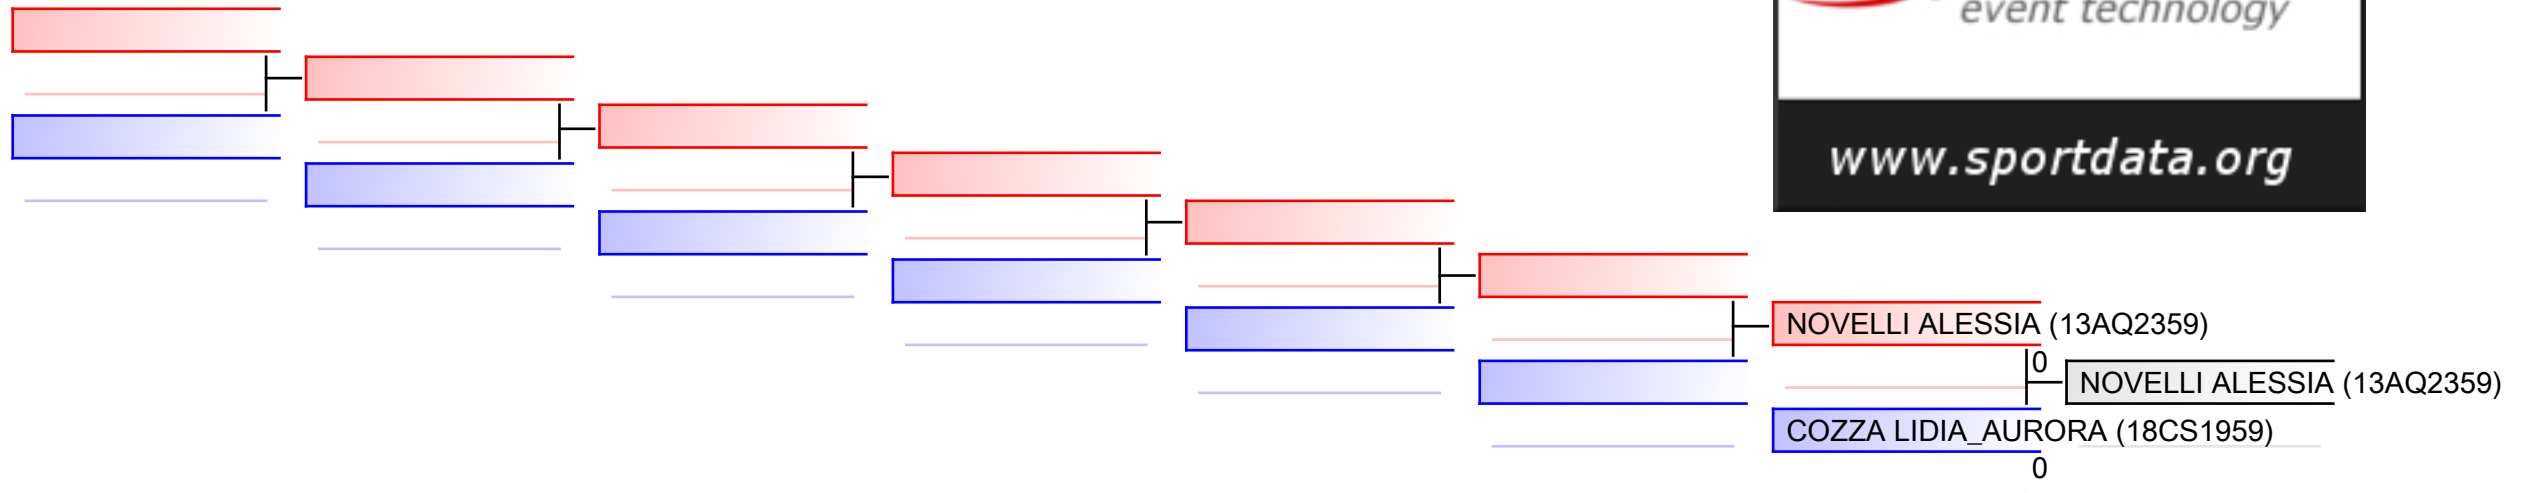 event technology
www.sportdata.org
NOVELLI ALESSIA (13AQ2359)
0
NOVELLI ALESSIA (13AQ2359)
COZZA LIDIA_AURORA (18CS1959)
0